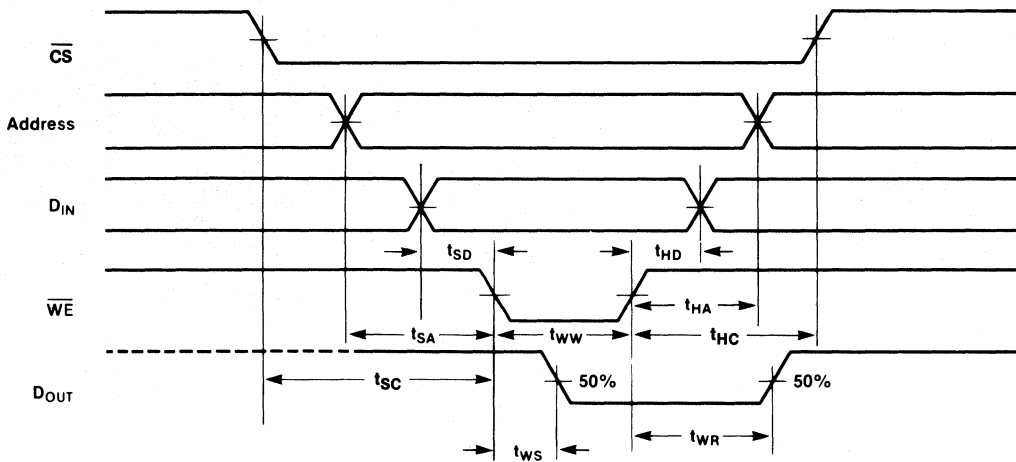 CS
Address
DIN
tSD
tHD
WE
tHA
tSA
tWW
tHC
DOUT
tSC
50%
50%
tWR
tWS